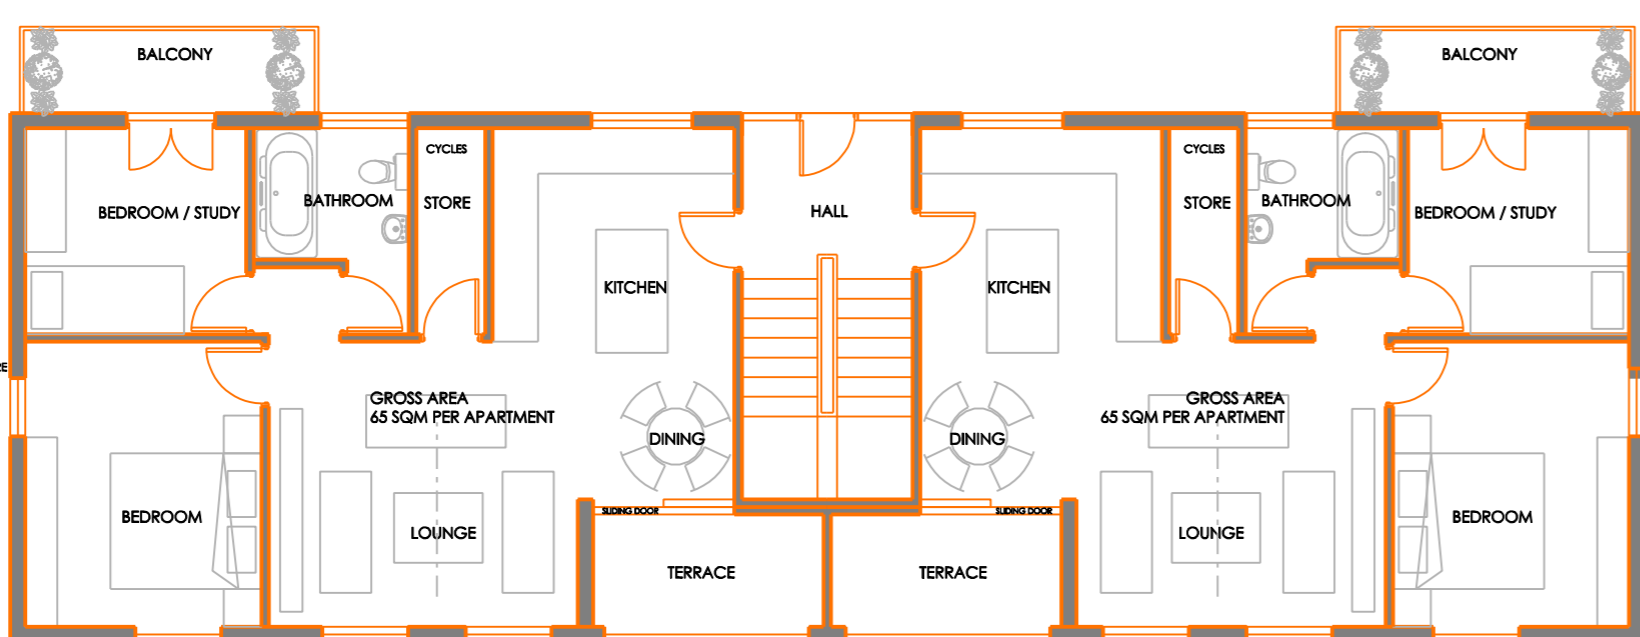 BALCONY
BALCONY
CYCLES
STORE
CYCLES
STORE
BATHROOM
BATHROOM
BEDROOM / STUDY
HALL
BEDROOM / STUDY
KITCHEN
KITCHEN
RE
GROSS AREA
65 SQM PER APARTMENT
GROSS AREA
65 SQM PER APARTMENT
DINING
DINING
SLIDING DOOR
SLIDING DOOR
BEDROOM
LOUNGE
LOUNGE
BEDROOM
TERRACE
TERRACE